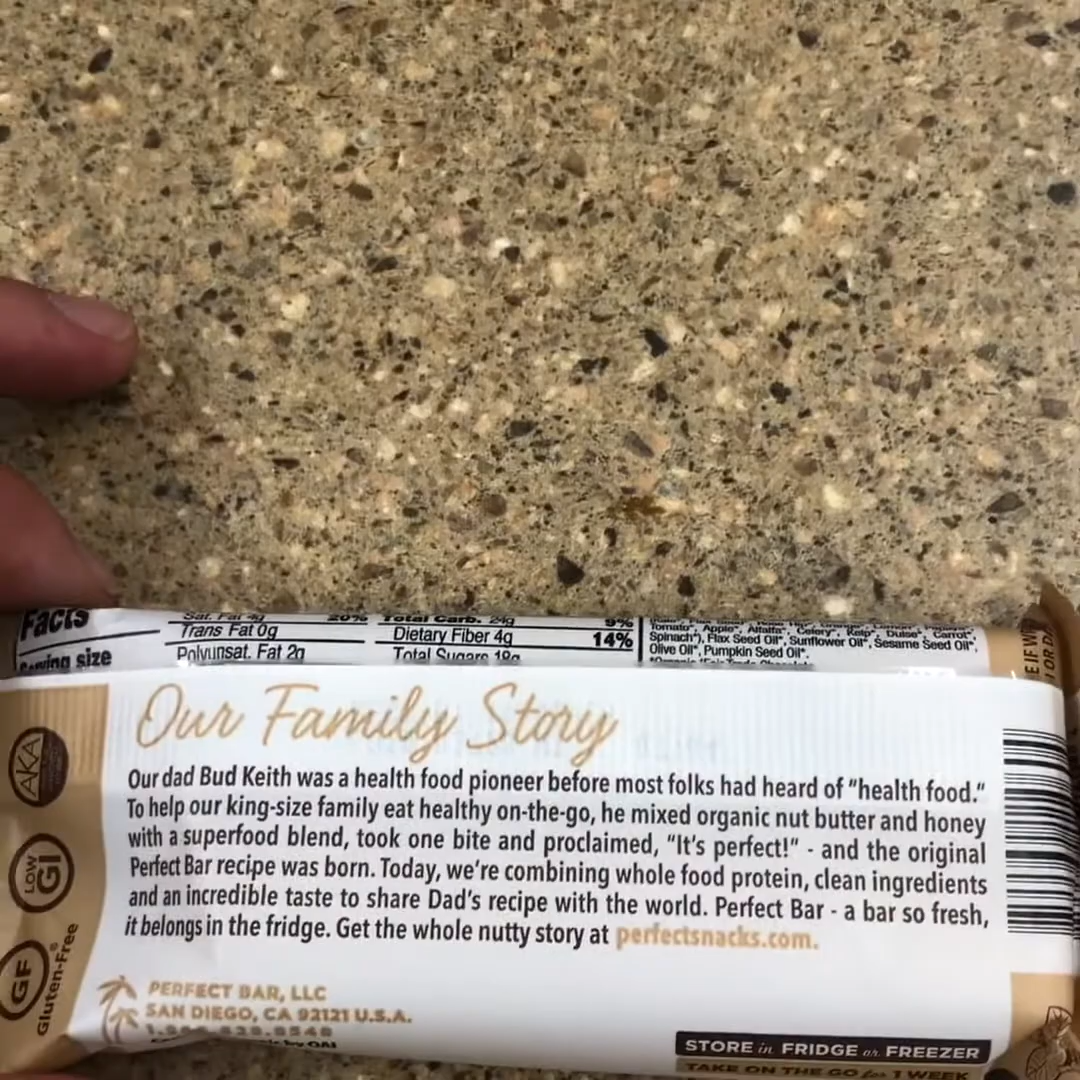 Facts
Serving size
Sat. Fat 4g 20%
Trans Fat 0g
Polyunsat. Fat 2g
Total Carb. 24g 9%
Dietary Fiber 4g 14%
Total Sugars 19g
Tomato*, Apple*, Alfalfa*, Celery*, Kelp*, Dulse*, Carrot*,
Spinach*), Flax Seed Oil*, Sunflower Oil*, Sesame Seed Oil*,
Olive Oil*, Pumpkin Seed Oil*.
Our Family Story
Our dad Bud Keith was a health food pioneer before most folks had heard of "health food."
To help our king-size family eat healthy on-the-go, he mixed organic nut butter and honey
with a superfood blend, took one bite and proclaimed, "It's perfect!" - and the original
Perfect Bar recipe was born. Today, we're combining whole food protein, clean ingredients
and an incredible taste to share Dad's recipe with the world. Perfect Bar - a bar so fresh,
it belongs in the fridge. Get the whole nutty story at perfectsnacks.com.
PERFECT BAR, LLC
SAN DIEGO, CA 92121 U.S.A.
STORE in FRIDGE or FREEZER
TAKE ON THE GO for 1 WEEK
AKA
LOW GI
GF
Gluten-Free®